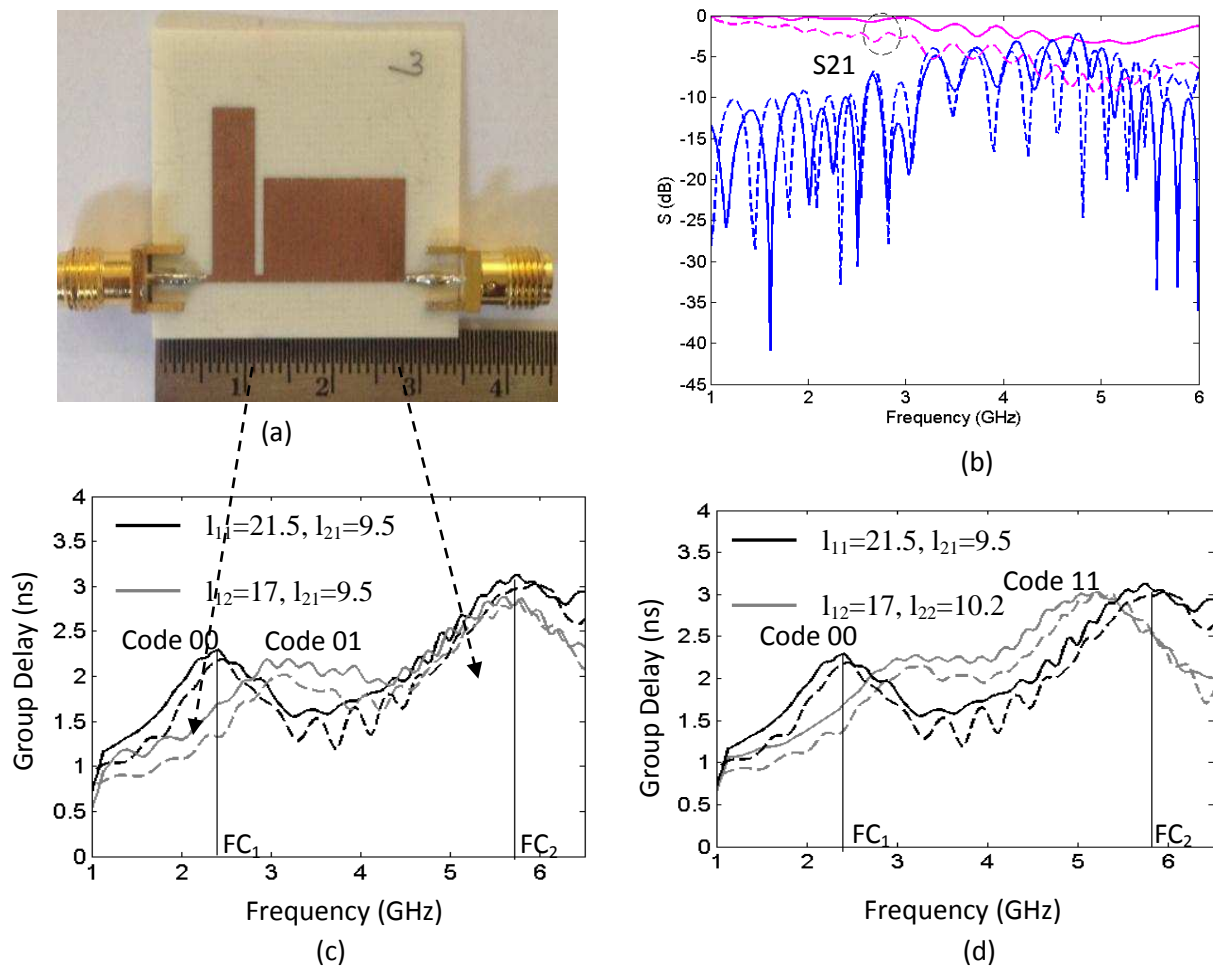 3
1 2 3 4
(a)
0
-5
-10
-15
-20
-25
-30
-35
-40
-45
S (dB)
S21
1 2 3 4 5 6
Frequency (GHz)
(b)
4
3.5
3
2.5
2
1.5
1
0.5
0
Group Delay (ns)
l11=21.5, l21=9.5
l12=17, l21=9.5
Code 00
Code 01
FC1
FC2
1 2 3 4 5 6
Frequency (GHz)
(c)
4
3.5
3
2.5
2
1.5
1
0.5
0
Group Delay (ns)
l11=21.5, l21=9.5
l12=17, l22=10.2
Code 11
Code 00
FC1
FC2
1 2 3 4 5 6
Frequency (GHz)
(d)